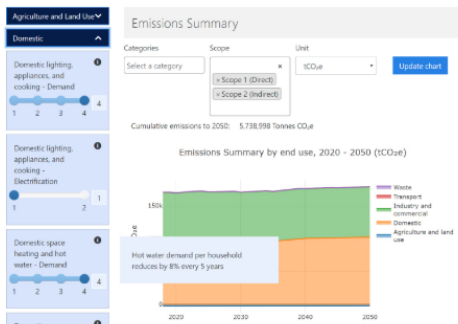 Agriculture and Land Use
Domestic
Domestic lighting,
appliances, and
cooking - Demand
4
1 2 3 4
Domestic lighting,
appliances, and
cooking -
Electrification
1
1 2
Domestic space
heating and hot
water - Demand
4
1 2 3 4
Emissions Summary
Categories Scope Unit
Select a category
× Scope 1 (Direct)
× Scope 2 (Indirect)
tCO₂e
Update chart
Cumulative emissions to 2050: 5,738,998 Tonnes CO₂e
Emissions Summary by end use, 2020 - 2050 (tCO₂e)
150k
Waste
Transport
Industry and
commercial
Domestic
Agriculture and land
use
Hot water demand per household
reduces by 8% every 5 years
0
2020 2030 2040 2050